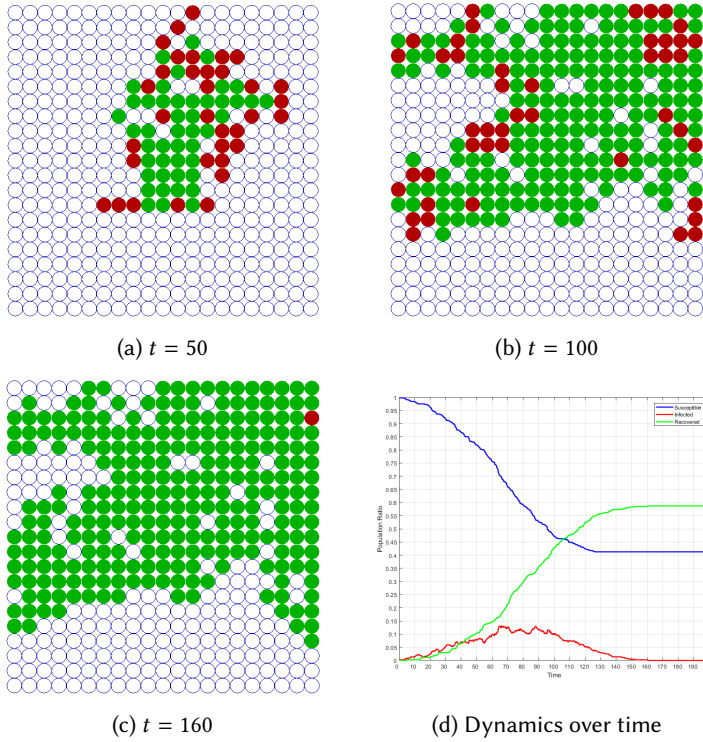 (a) t = 50
(b) t = 100
1
0.95
0.9
0.85
0.8
0.75
0.7
0.65
0.6
0.55
0.5
0.45
0.4
0.35
0.3
0.25
0.2
0.15
0.1
0.05
0
Population Ratio
Susceptible
Infected
Recovered
0 10 20 30 40 50 60 70 80 90 100 110 120 130 140 150 160 170 180 190
Time
(c) t = 160
(d) Dynamics over time